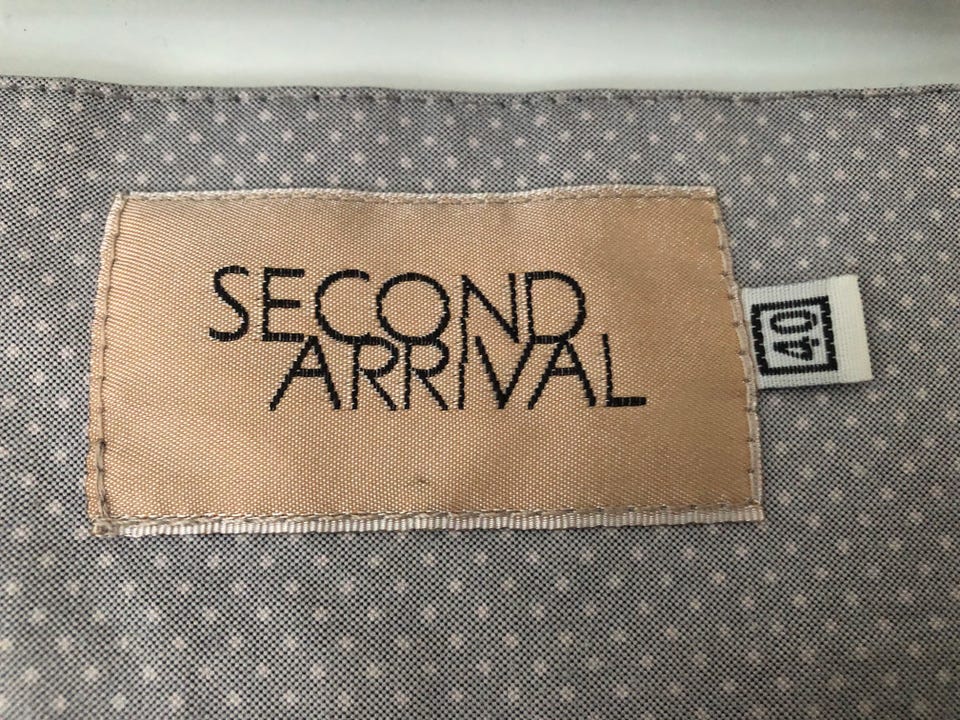 SECOND
ARRIVAL
40